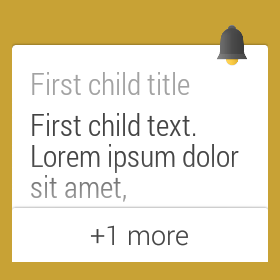 First child title
First child text.
Lorem ipsum dolor
sit amet,
+1 more